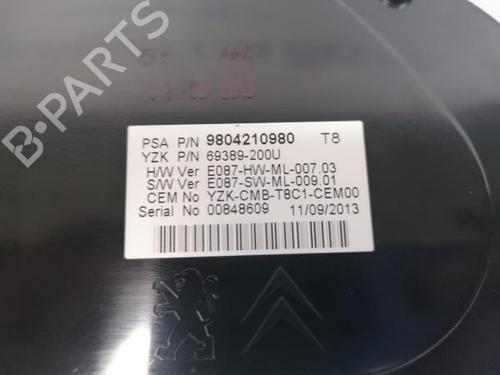 PSA P/N 9804210980 T8
YZK P/N 69389-200U
H/W Ver E087-HW-ML-007.03
S/W Ver E087-SW-ML-009.01
CEM No YZK-CMB-T8C1-CEM00
Serial No 00848609 11/09/2013